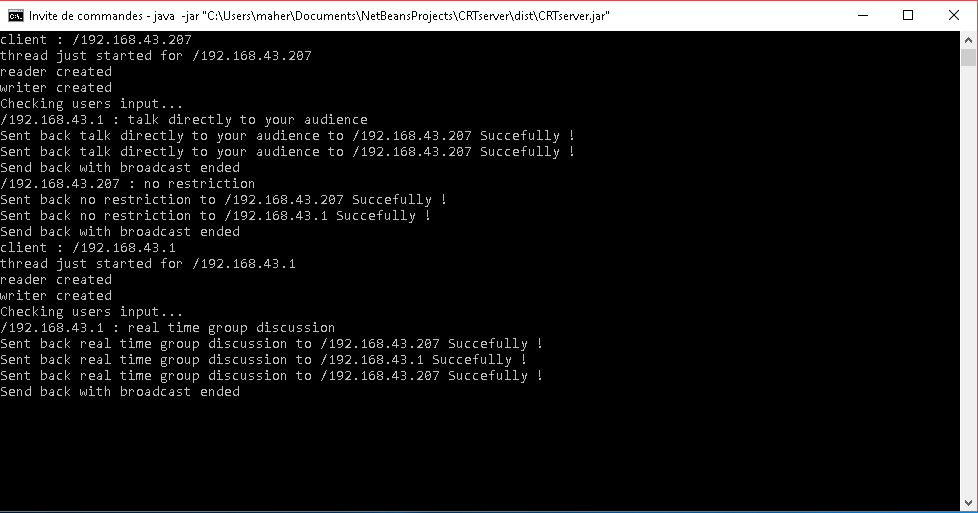 Invite de commandes - java  -jar "C:\Users\maher\Documents\NetBeansProjects\CRTserver\dist\CRTserver.jar"
client : /192.168.43.207
thread just started for /192.168.43.207
reader created
writer created
Checking users input...
/192.168.43.1 : talk directly to your audience
Sent back talk directly to your audience to /192.168.43.207 Succefully !
Sent back talk directly to your audience to /192.168.43.207 Succefully !
Send back with broadcast ended
/192.168.43.207 : no restriction
Sent back no restriction to /192.168.43.207 Succefully !
Sent back no restriction to /192.168.43.1 Succefully !
Send back with broadcast ended
client : /192.168.43.1
thread just started for /192.168.43.1
reader created
writer created
Checking users input...
/192.168.43.1 : real time group discussion
Sent back real time group discussion to /192.168.43.207 Succefully !
Sent back real time group discussion to /192.168.43.1 Succefully !
Sent back real time group discussion to /192.168.43.207 Succefully !
Send back with broadcast ended